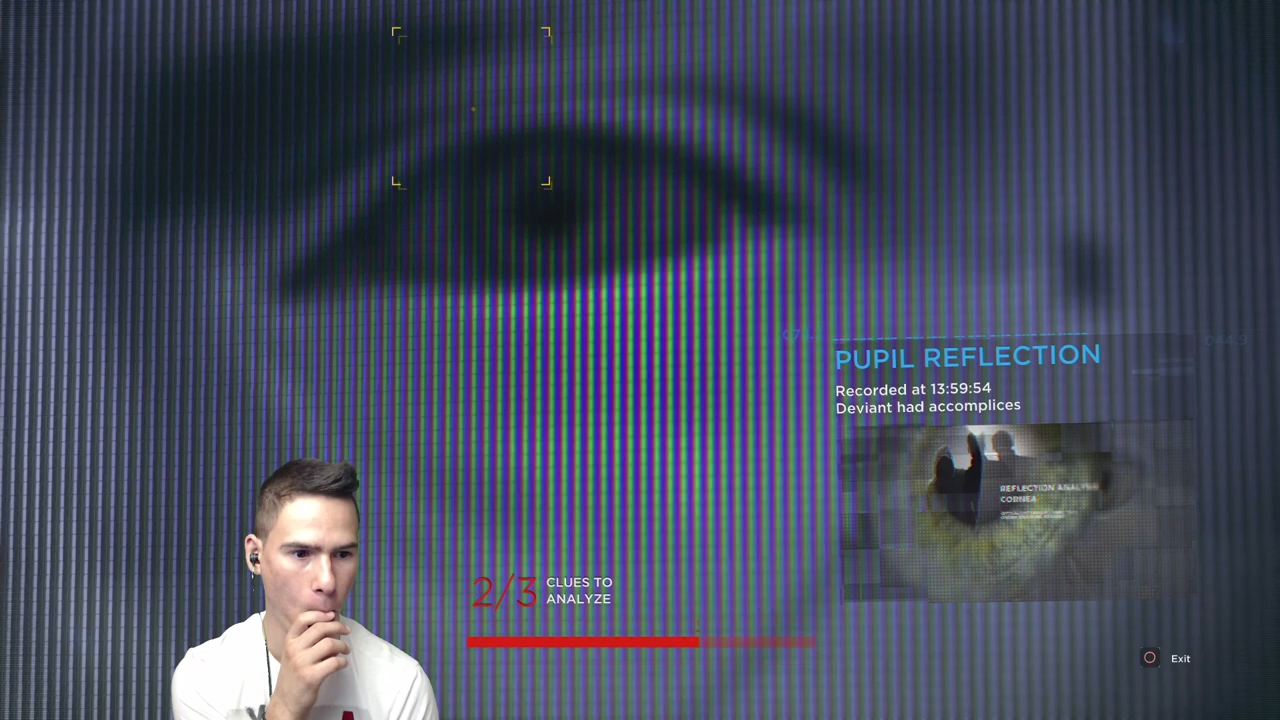 PUPIL REFLECTION
Recorded at 13:59:54
Deviant had accomplices
REFLECTION ANALYSIS
CORNEA
2/3
CLUES TO
ANALYZE
Exit